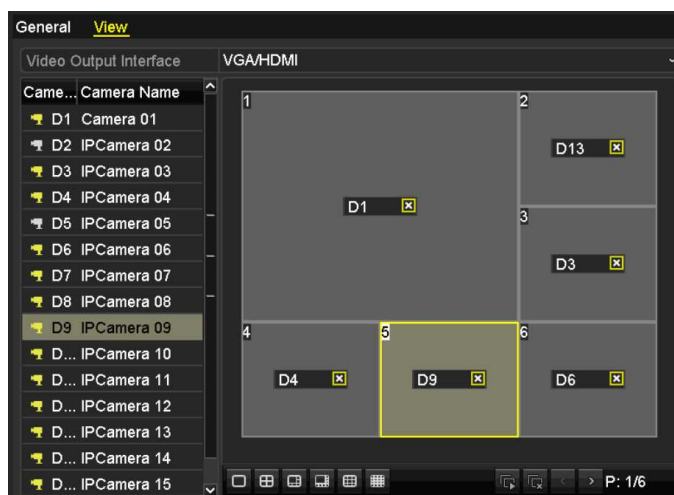 General View
Video Output Interface VGA/HDMI
Came... Camera Name
D1 Camera 01
D2 IPCamera 02
D3 IPCamera 03
D4 IPCamera 04
D5 IPCamera 05
D6 IPCamera 06
D7 IPCamera 07
D8 IPCamera 08
D9 IPCamera 09
D... IPCamera 10
D... IPCamera 11
D... IPCamera 12
D... IPCamera 13
D... IPCamera 14
D... IPCamera 15
1
D1
2
D13
3
D3
4
D4
5
D9
6
D6
P: 1/6